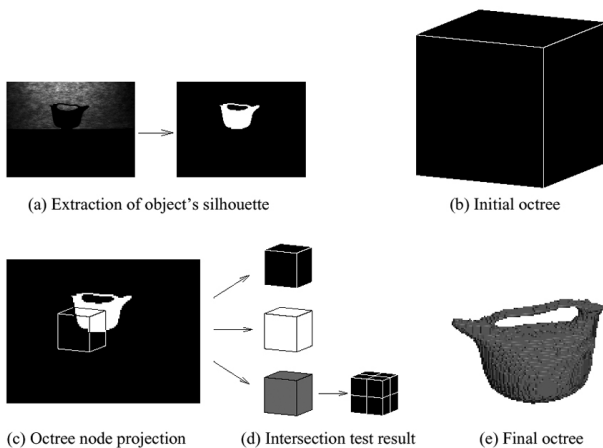 (a) Extraction of object's silhouette
(b) Initial octree
(c) Octree node projection
(d) Intersection test result
(e) Final octree